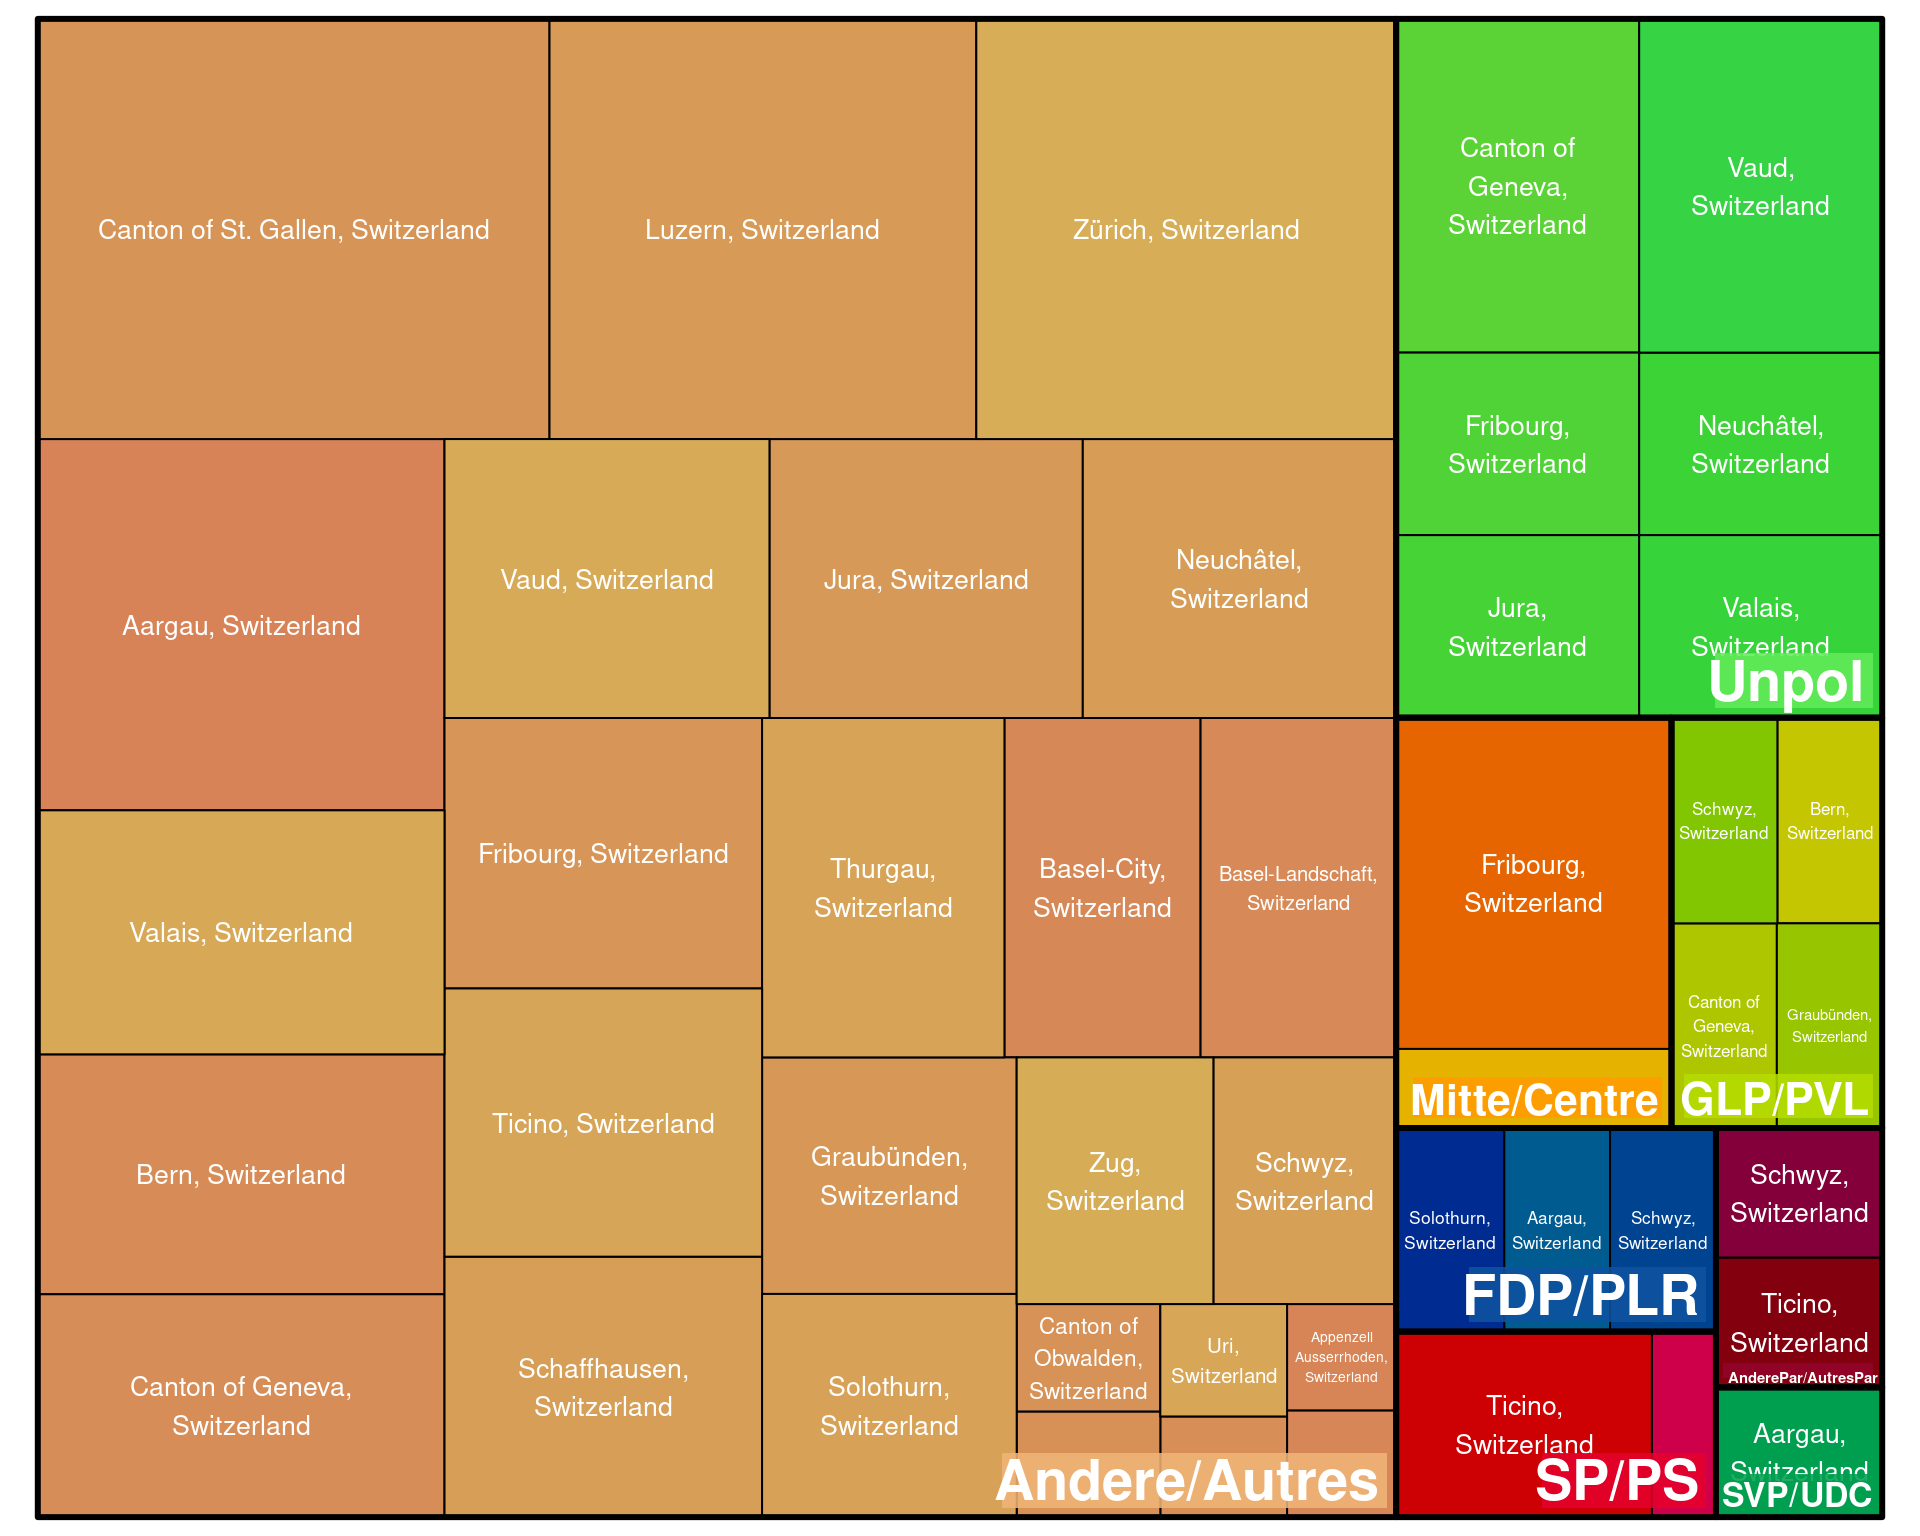 Canton of St. Gallen, Switzerland
Luzern, Switzerland
Zürich, Switzerland
Aargau, Switzerland
Vaud, Switzerland
Jura, Switzerland
Neuchâtel,
Switzerland
Valais, Switzerland
Fribourg, Switzerland
Thurgau,
Switzerland
Basel-City,
Switzerland
Basel-Landschaft,
Switzerland
Bern, Switzerland
Ticino, Switzerland
Graubünden,
Switzerland
Zug,
Switzerland
Schwyz,
Switzerland
Canton of Geneva,
Switzerland
Schaffhausen,
Switzerland
Solothurn,
Switzerland
Canton of
Obwalden,
Switzerland
Uri,
Switzerland
Appenzell
Ausserrhoden,
Switzerland
Andere/Autres
Canton of
Geneva,
Switzerland
Vaud,
Switzerland
Fribourg,
Switzerland
Neuchâtel,
Switzerland
Jura,
Switzerland
Valais,
Switzerland
Unpol
Fribourg,
Switzerland
Mitte/Centre
Schwyz,
Switzerland
Bern,
Switzerland
Canton of
Geneva,
Switzerland
Graubünden,
Switzerland
GLP/PVL
Solothurn,
Switzerland
Aargau,
Switzerland
Schwyz,
Switzerland
FDP/PLR
Schwyz,
Switzerland
Ticino,
Switzerland
AnderePar/AutresPar
Ticino,
Switzerland
SP/PS
Aargau,
Switzerland
SVP/UDC